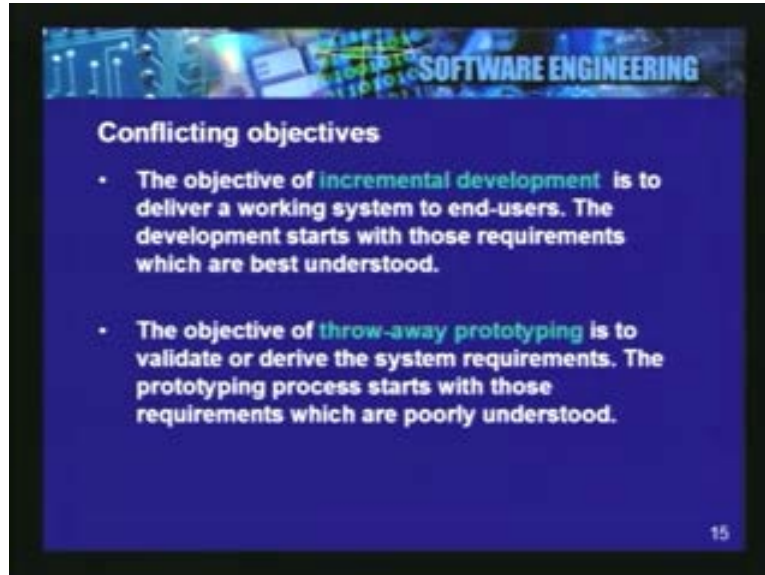 SOFTWARE ENGINEERING
Conflicting objectives
• The objective of incremental development is to
deliver a working system to end-users. The
development starts with those requirements
which are best understood.
• The objective of throw-away prototyping is to
validate or derive the system requirements. The
prototyping process starts with those
requirements which are poorly understood.
15